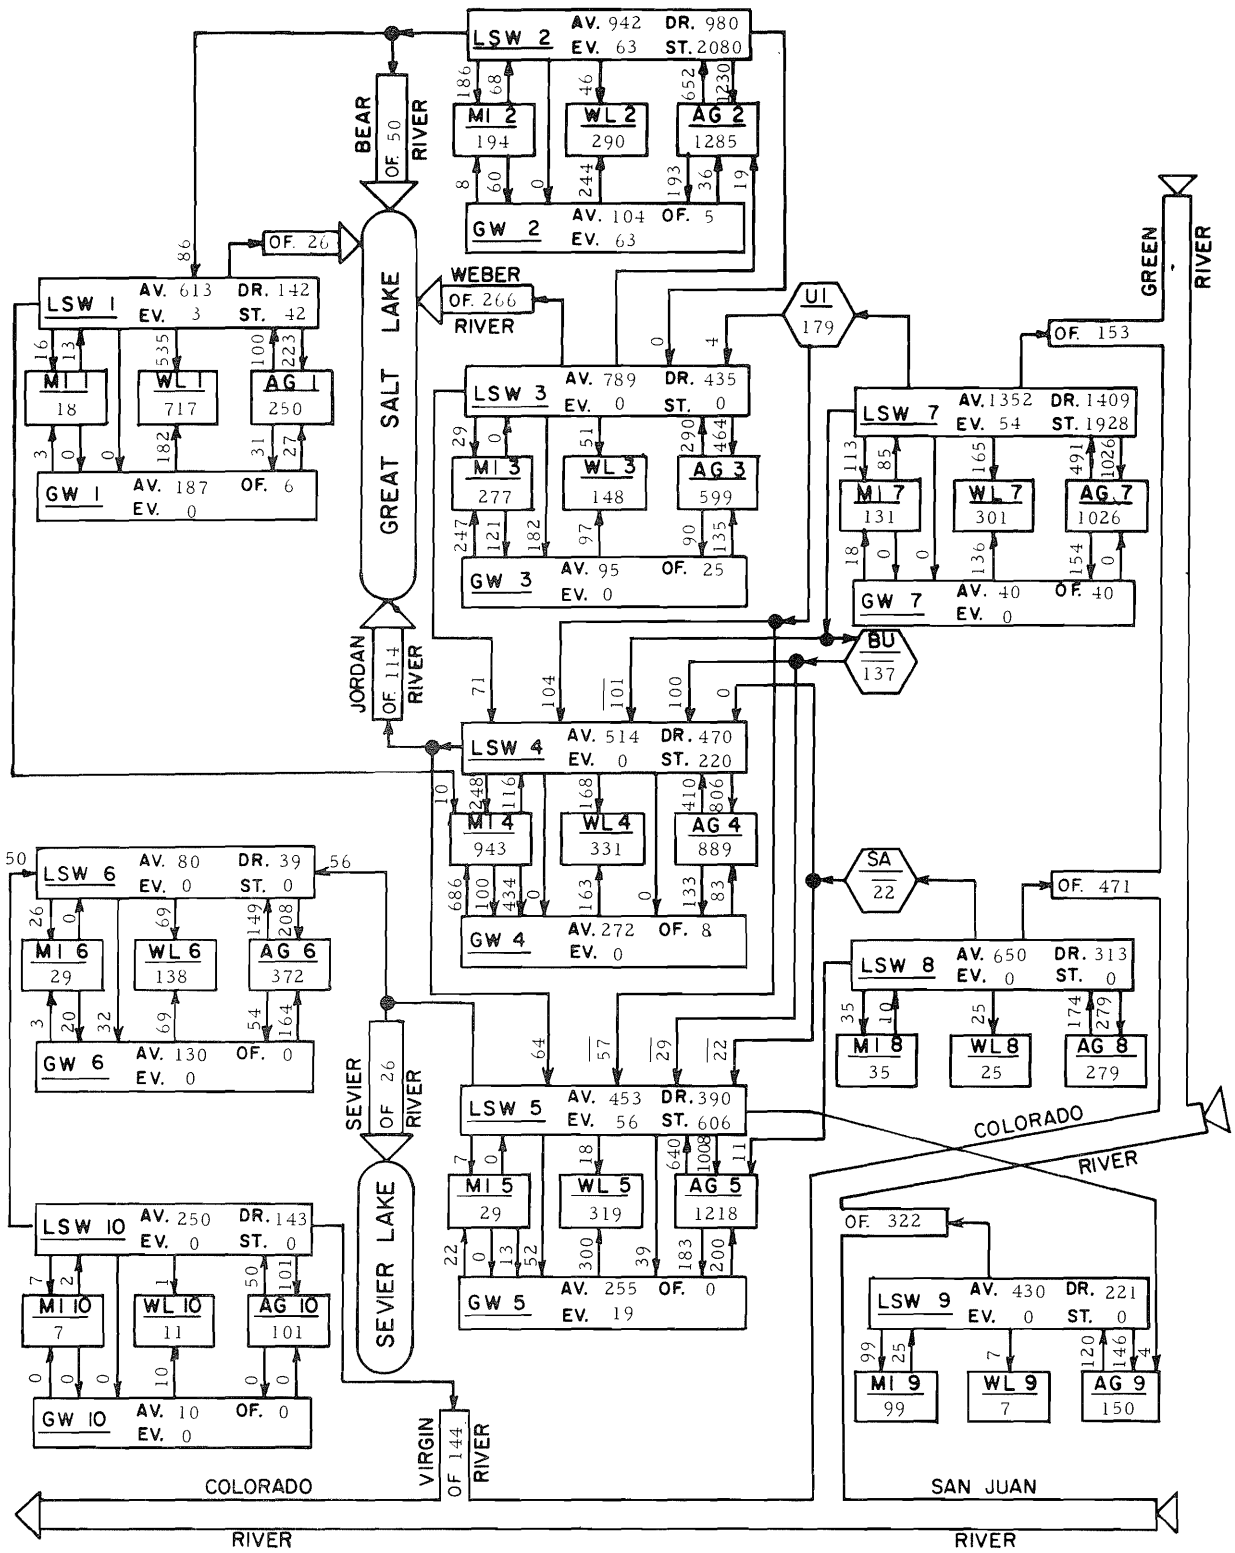 LSW 2 AV. 942 DR. 980
EV. 63 ST. 2080
186 68 46 652 1230
MI 2 WL 2 AG 2
194 290 1285
8 60 0 244 193 36 19
GW 2 AV. 104 OF. 5
EV. 63
BEAR RIVER
OF. 50
86
OF. 26
LSW 1 AV. 613 DR. 142
EV. 3 ST. 42
16 13 535 100 223
MI 1 WL 1 AG 1
18 717 250
3 0 0 182 31 27
GW 1 AV. 187 OF. 6
EV. 0
GREAT SALT LAKE
WEBER
OF. 266
RIVER
0 4
UI
179
LSW 3 AV. 789 DR. 435
EV. 0 ST. 0
29 0 51 290 464
MI 3 WL 3 AG 3
277 148 599
247 121 182 97 90 135
GW 3 AV. 95 OF. 25
EV. 0
GREEN RIVER
OF. 153
LSW 7 AV. 1352 DR. 1409
EV. 54 ST. 1928
113 85 165 491 1026
MI 7 WL 7 AG 7
131 301 1026
18 0 0 136 154 0
GW 7 AV. 40 OF. 40
EV. 0
BU
137
JORDAN RIVER
OF. 114
71 104 101 100 0
LSW 4 AV. 514 DR. 470
EV. 0 ST. 220
10 248 116 168 410 806
MI 4 WL 4 AG 4
943 331 889
686 100 434 0 163 0 133 83
GW 4 AV. 272 OF. 8
EV. 0
50 56
LSW 6 AV. 80 DR. 39
EV. 0 ST. 0
26 0 69 149 208
MI 6 WL 6 AG 6
29 138 372
3 20 32 69 54 164
GW 6 AV. 130 OF. 0
EV. 0
SA
22
OF. 471
LSW 8 AV. 650 DR. 313
EV. 0 ST. 0
35 10 25 174 279
MI 8 WL 8 AG 8
35 25 279
SEVIER RIVER
OF 26
SEVIER LAKE
64 57 29 22
LSW 5 AV. 453 DR. 390
EV. 56 ST. 606
7 0 18 640 1008 11
MI 5 WL 5 AG 5
29 319 1218
22 0 13 52 300 39 183 200
GW 5 AV. 255 OF. 0
EV. 19
COLORADO
RIVER
OF. 322
LSW 9 AV. 430 DR. 221
EV. 0 ST. 0
99 25 7 120 146 4
MI 9 WL 9 AG 9
99 7 150
LSW 10 AV. 250 DR. 143
EV. 0 ST. 0
7 2 1 50 101
MI 10 WL 10 AG 10
7 11 101
0 0 0 10 0 0
GW 10 AV. 10 OF. 0
EV. 0
VIRGIN RIVER
OF 144
COLORADO
RIVER
SAN JUAN
RIVER